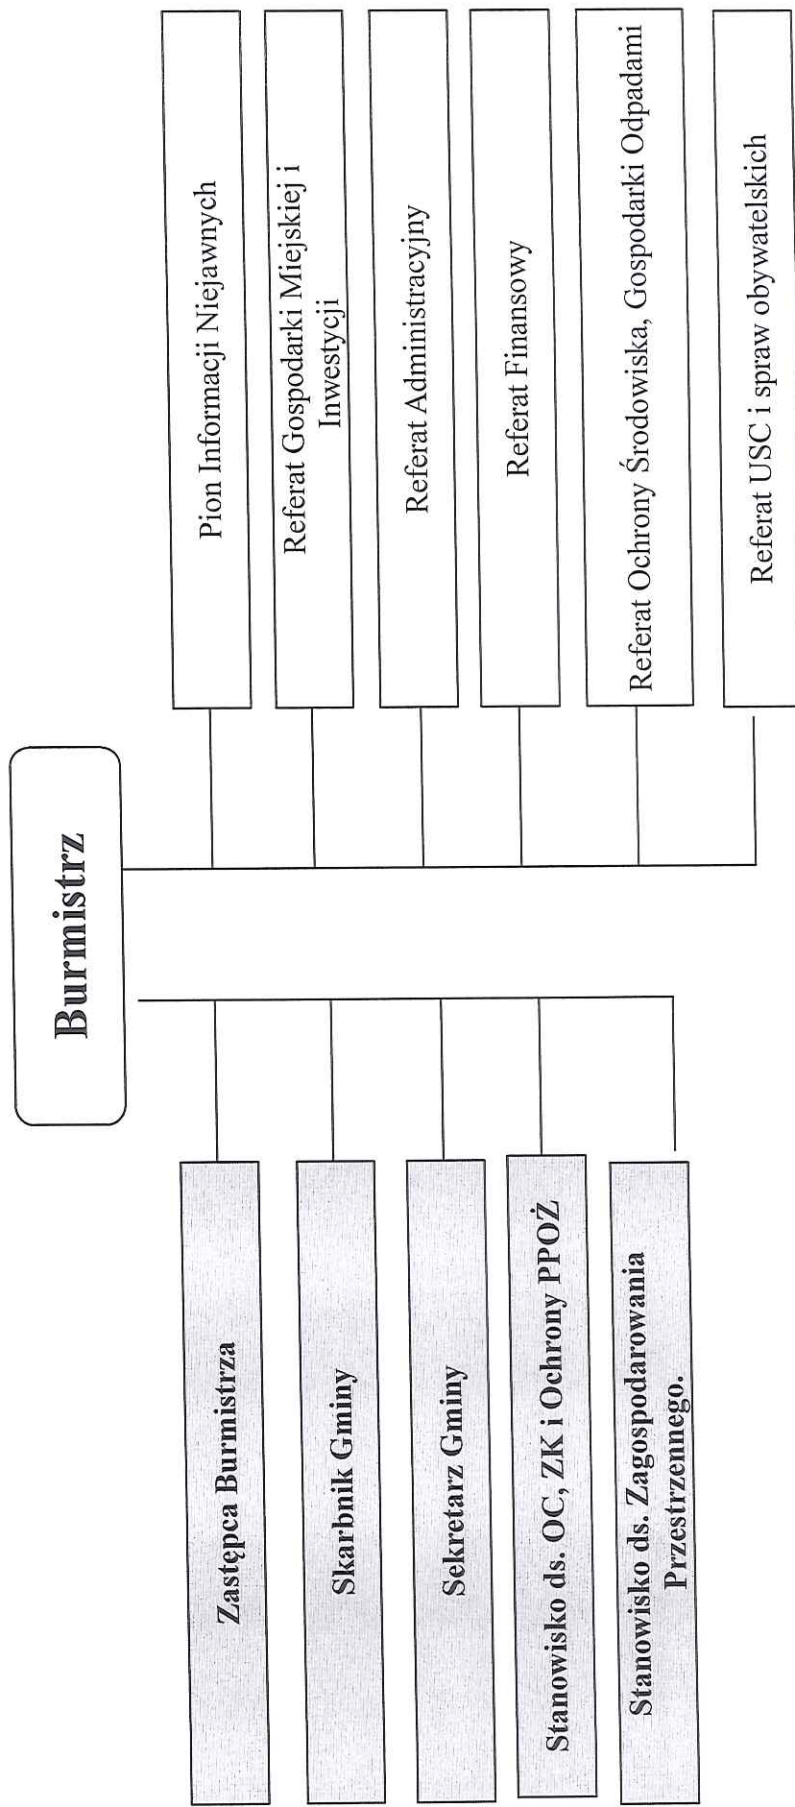 Burmistrz
Zastępca Burmistrza
Skarbnik Gminy
Sekretarz Gminy
Stanowisko ds. OC, ZK i Ochrony PPOŻ
Stanowisko ds. Zagospodarowania
Przestrzennego.
Pion Informacji Niejawnych
Referat Gospodarki Miejskiej i
Inwestycji
Referat Administracyjny
Referat Finansowy
Referat Ochrony Środowiska, Gospodarki Odpadami
Referat USC i spraw obywatelskich